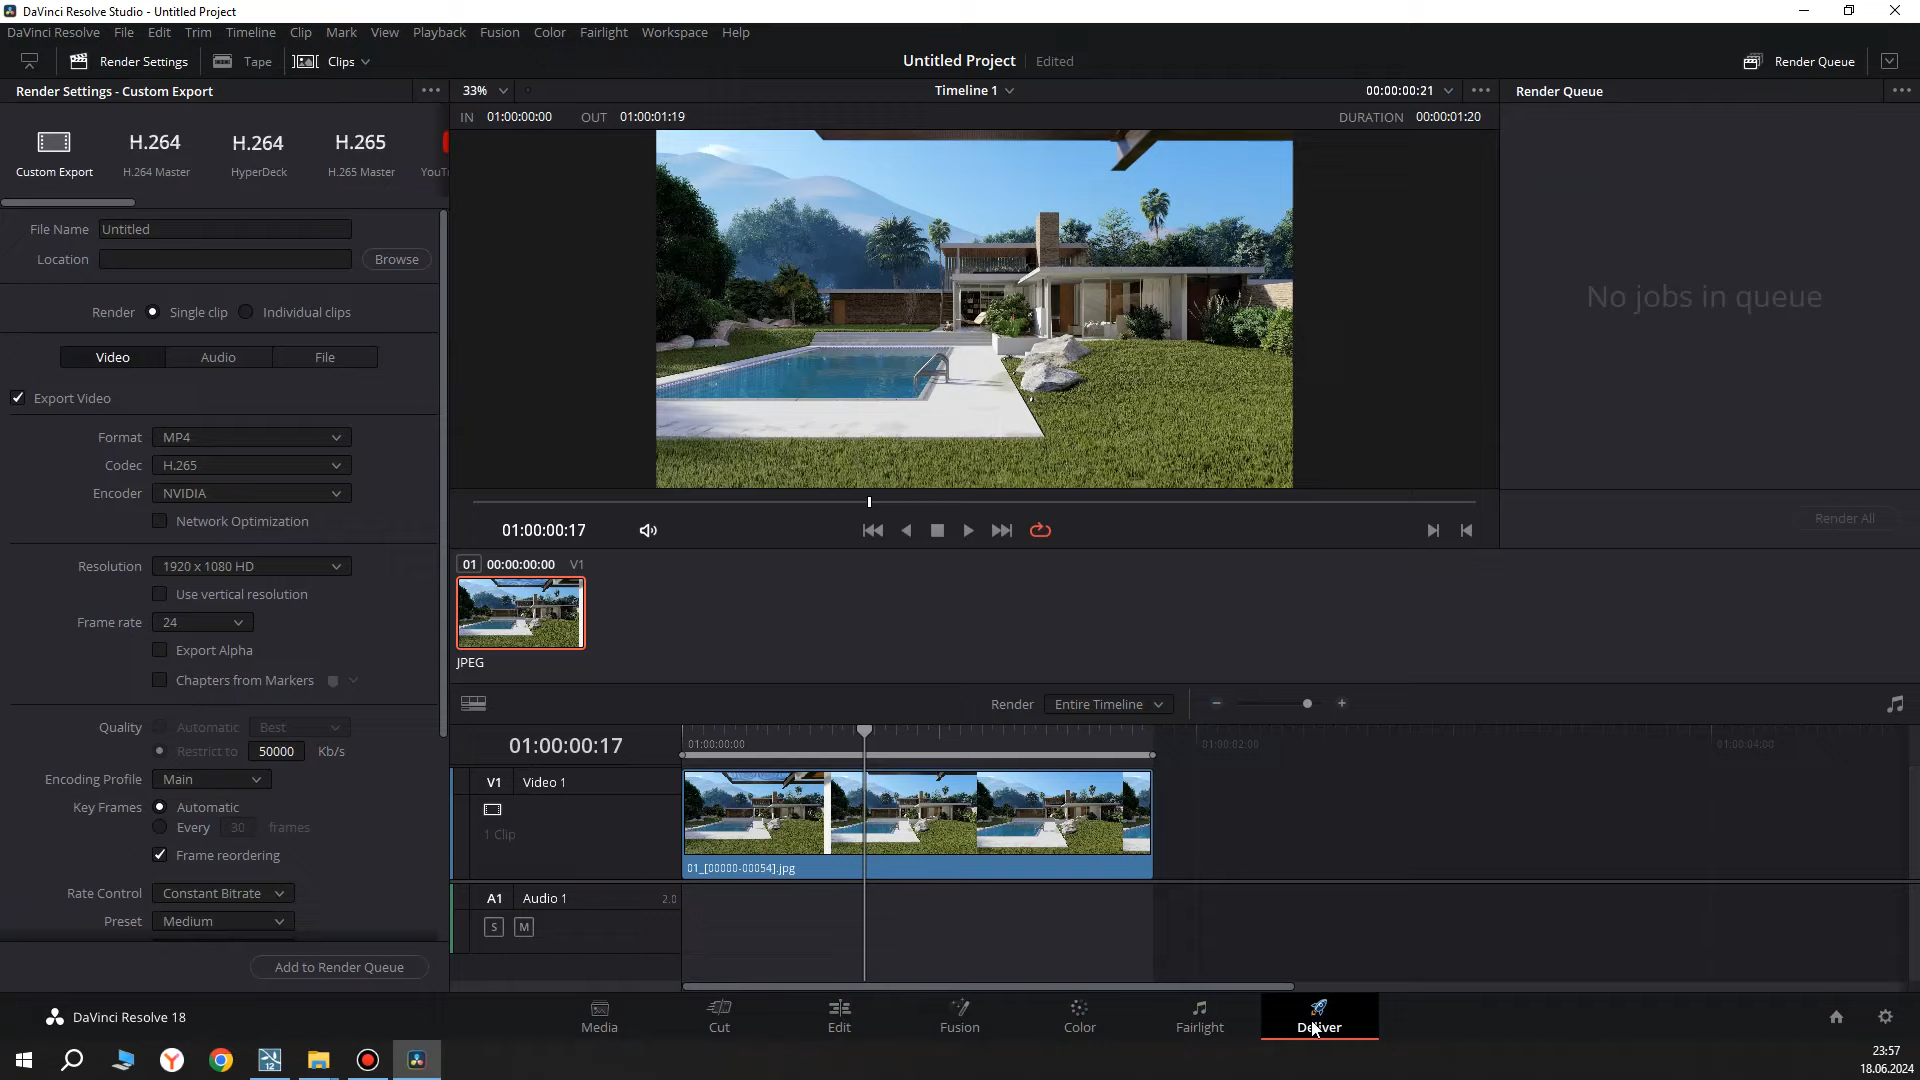 DaVinci Resolve Studio - Untitled Project
DaVinci Resolve File Edit Trim Timeline Clip Mark View Playback Fusion Color Fairlight Workspace Help
Render Settings Tape Clips Untitled Project Edited Render Queue
Render Settings - Custom Export 33% Timeline 1 00:00:00:21 Render Queue
IN 01:00:00:00 OUT 01:00:01:19 DURATION 00:00:01:20
H.264 H.264 H.265
Custom Export H.264 Master HyperDeck H.265 Master YouT
File Name Untitled
Location Browse
No jobs in queue
Render Single clip Individual clips
Video Audio File
Export Video
Format MP4
Codec H.265
Encoder NVIDIA
Network Optimization
01:00:00:17
Render All
Resolution 1920 x 1080 HD
01 00:00:00:00 V1
Use vertical resolution
Frame rate 24
Export Alpha
JPEG
Chapters from Markers
Render Entire Timeline
Quality Automatic Best
Restrict to 50000 Kb/s
01:00:00:17 01:00:00:00 01:00:02:00 01:00:04:00
Encoding Profile Main
V1 Video 1
Key Frames Automatic
Every 30 frames
1 Clip
Frame reordering
01_[00000-00054].jpg
Rate Control Constant Bitrate
A1 Audio 1 2.0
Preset Medium
S M
Add to Render Queue
DaVinci Resolve 18
Media Cut Edit Fusion Color Fairlight Deliver
12
23:57
18.06.2024